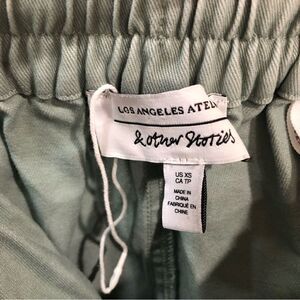 LOS ANGELES ATEL
& other Stories
US XS
CA TP
MADE IN
CHINA
FABRIQUÉ EN
CHINE